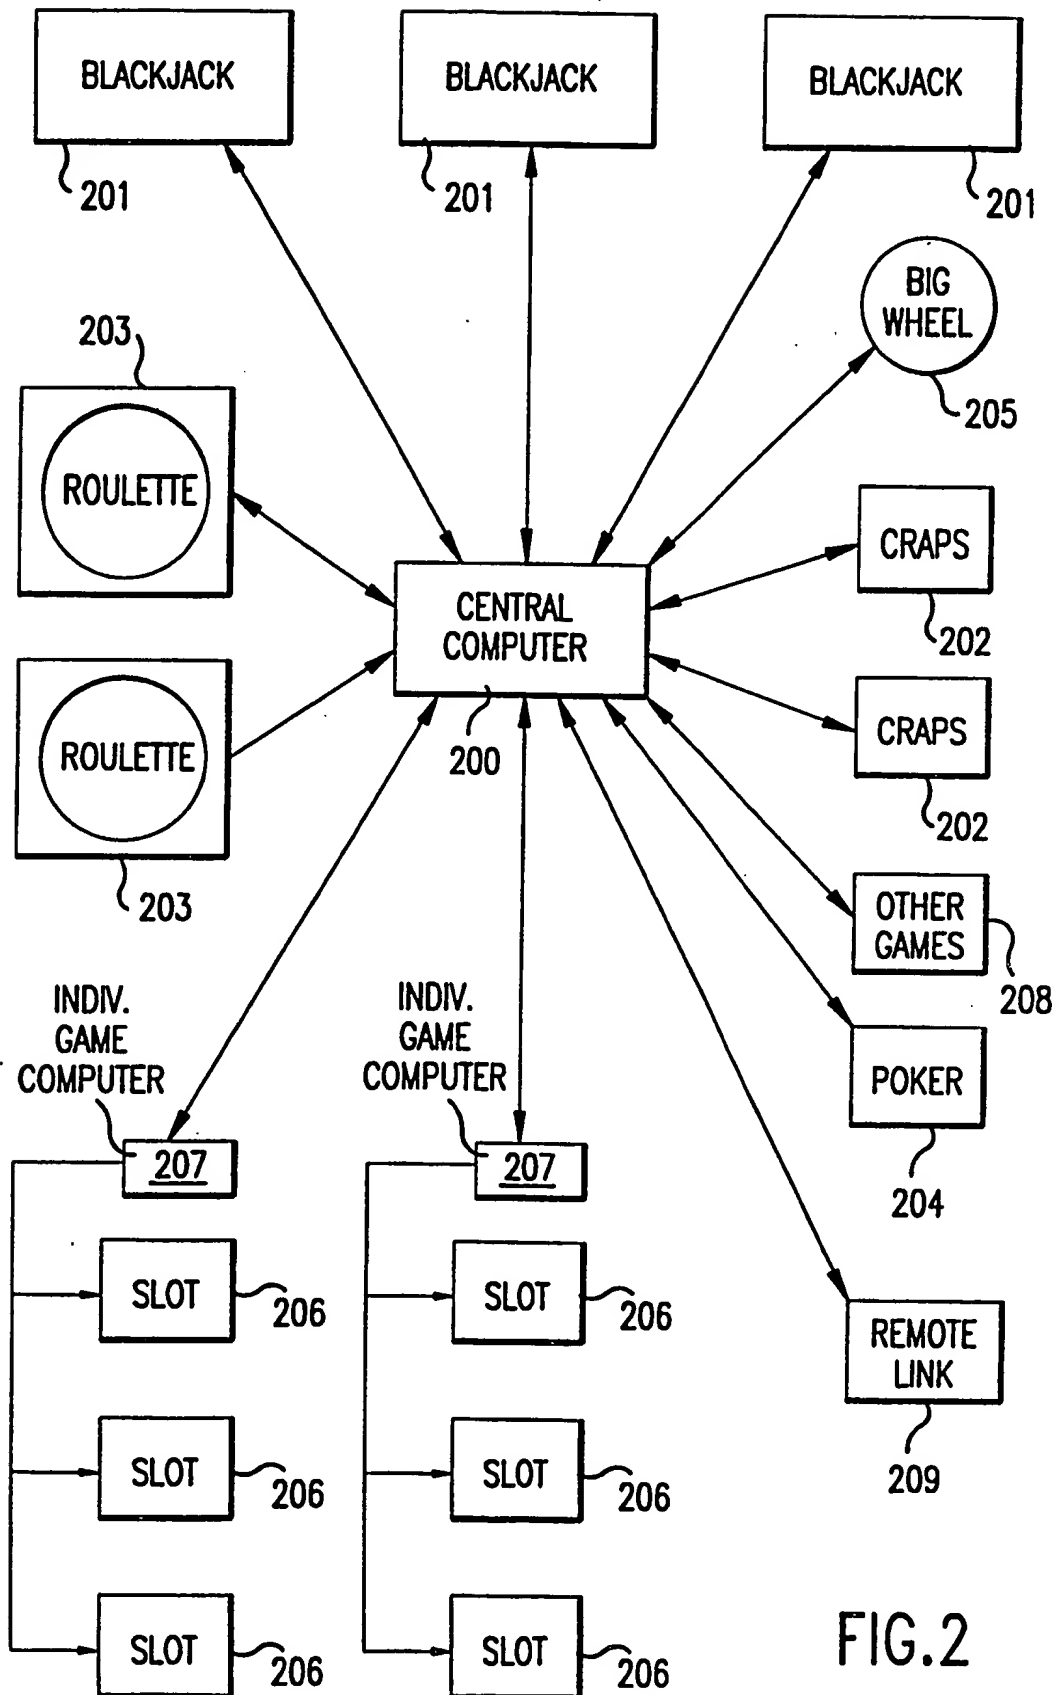 BLACKJACK
BLACKJACK
BLACKJACK
201
201
201
BIG
WHEEL
205
203
ROULETTE
CRAPS
202
CENTRAL
COMPUTER
200
ROULETTE
203
CRAPS
202
OTHER
GAMES
208
INDIV.
GAME
COMPUTER
207
INDIV.
GAME
COMPUTER
207
POKER
204
SLOT
206
SLOT
206
REMOTE
LINK
209
SLOT
206
SLOT
206
SLOT
206
SLOT
206
FIG.2